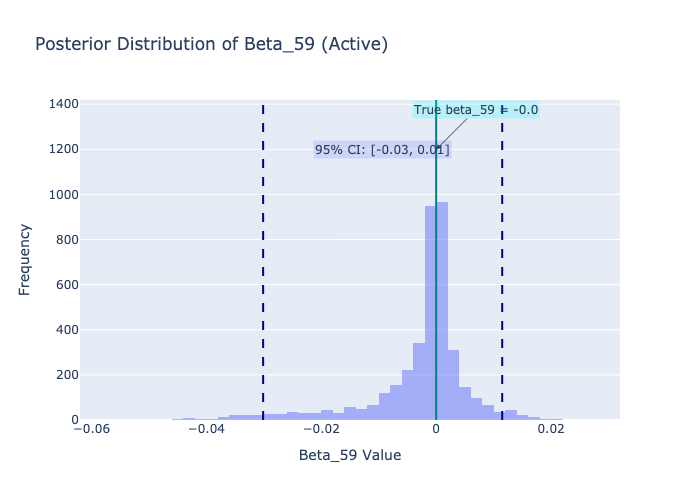 Posterior Distribution of Beta_59 (Active)
True beta_59 = -0.0
95% CI: [-0.03, 0.01]
1400
1200
1000
800
600
400
200
0
Frequency
−0.06
−0.04
−0.02
0
0.02
Beta_59 Value